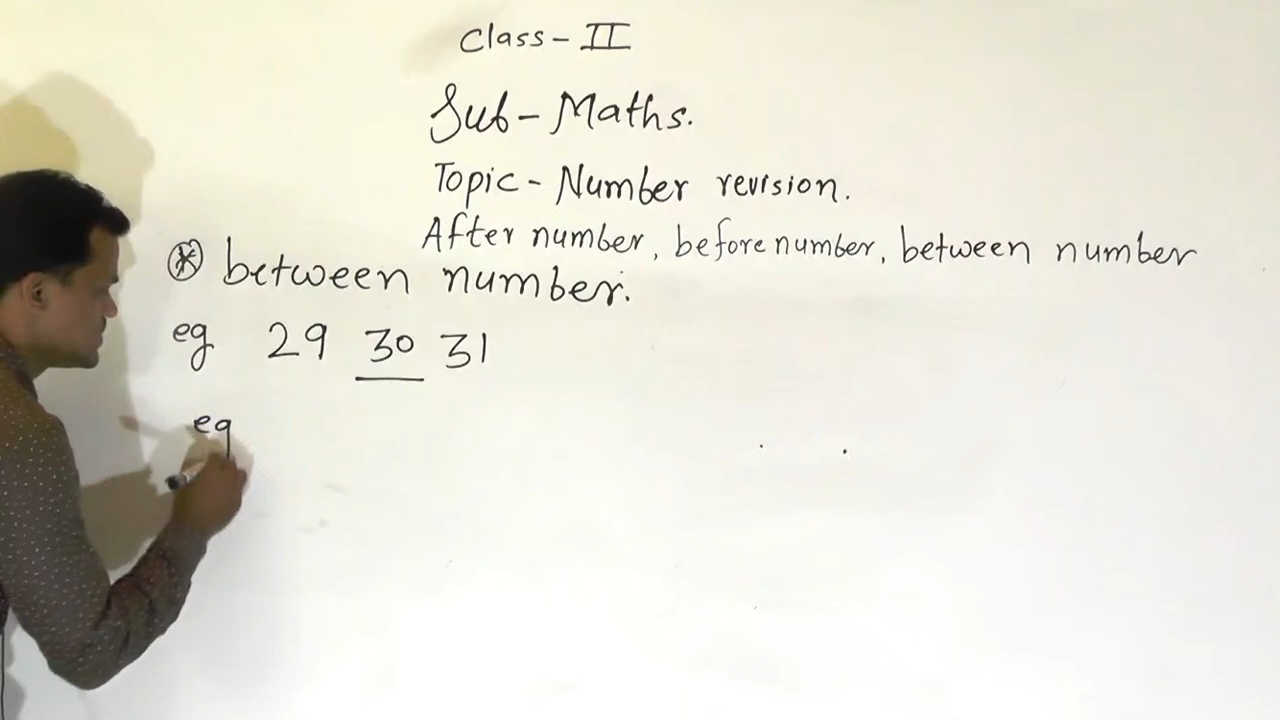 Class - II
Sub - Maths.
Topic - Number revision.
After number, before number, between number
* between number.
eg 29 30 31
eg